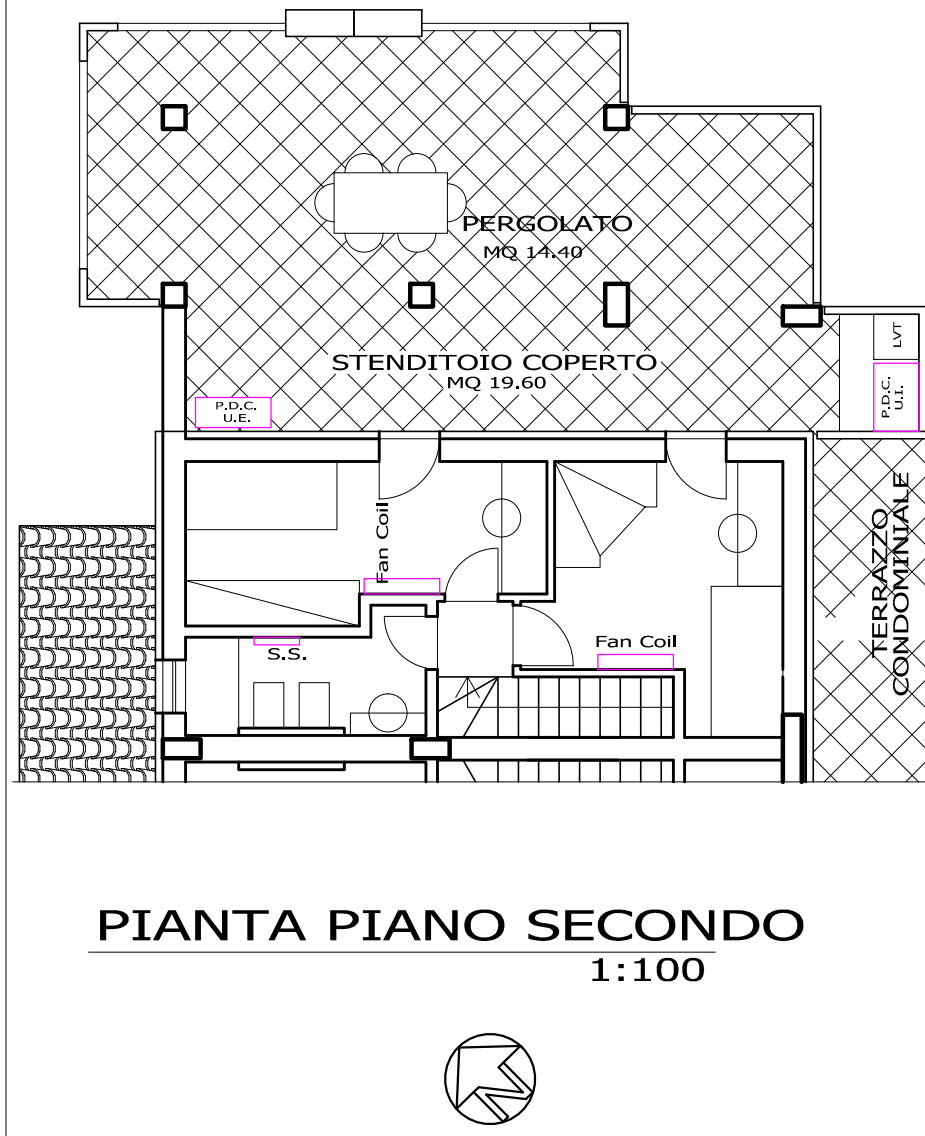 PERGOLATO
MQ 14.40
STENDITOIO COPERTO
MQ 19.60
LVT
P.D.C.
U.I.
P.D.C.
U.E.
Fan Coil
TERRAZZO
CONDOMINIALE
Fan Coil
S.S.
PIANTA PIANO SECONDO
1:100
N